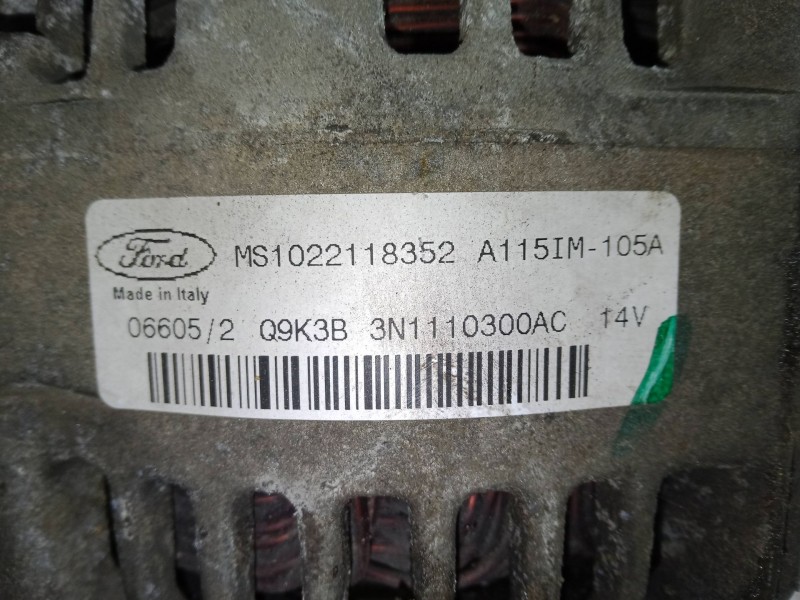 Ford MS1022118352 A115IM-105A
Made in Italy
06605/2 Q9K3B 3N1110300AC 14V